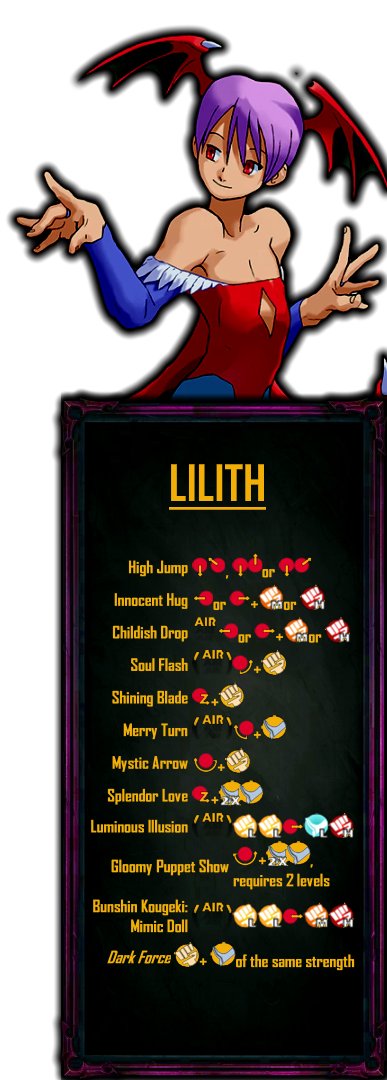 LILITH
High Jump , or
Innocent Hug or + M or H
Childish Drop AIR or + M or H
Soul Flash (AIR) +
Shining Blade Z +
Merry Turn (AIR) +
Mystic Arrow +
Splendor Love Z + 2X
Luminous Illusion (AIR) L L L H
Gloomy Puppet Show + 2X ,
requires 2 levels
Bunshin Kougeki: (AIR) L L M H
Mimic Doll
Dark Force + of the same strength